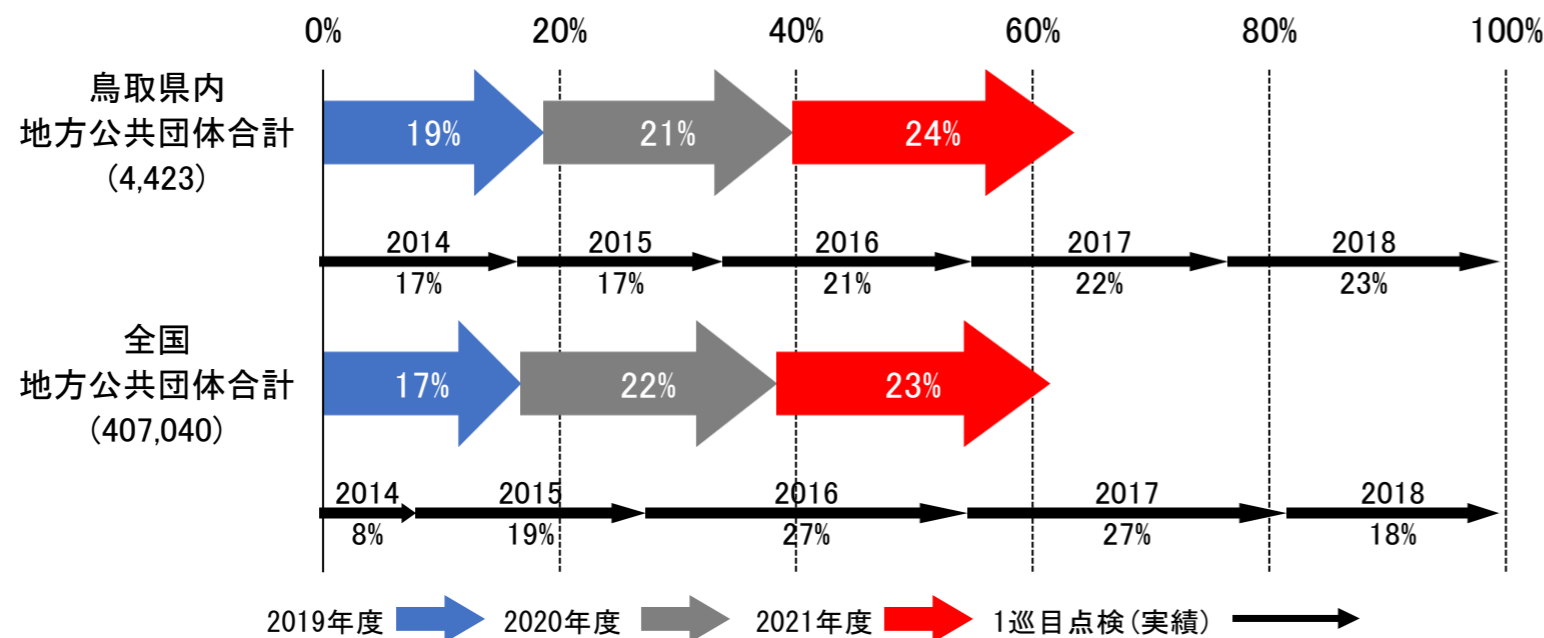 0% 20% 40% 60% 80% 100%
鳥取県内
地方公共団体合計
(4,423)
19% 21% 24%
2014 2015 2016 2017 2018
17% 17% 21% 22% 23%
全国
地方公共団体合計
(407,040)
17% 22% 23%
2014 2015 2016 2017 2018
8% 19% 27% 27% 18%
2019年度 2020年度 2021年度 1巡目点検(実績)